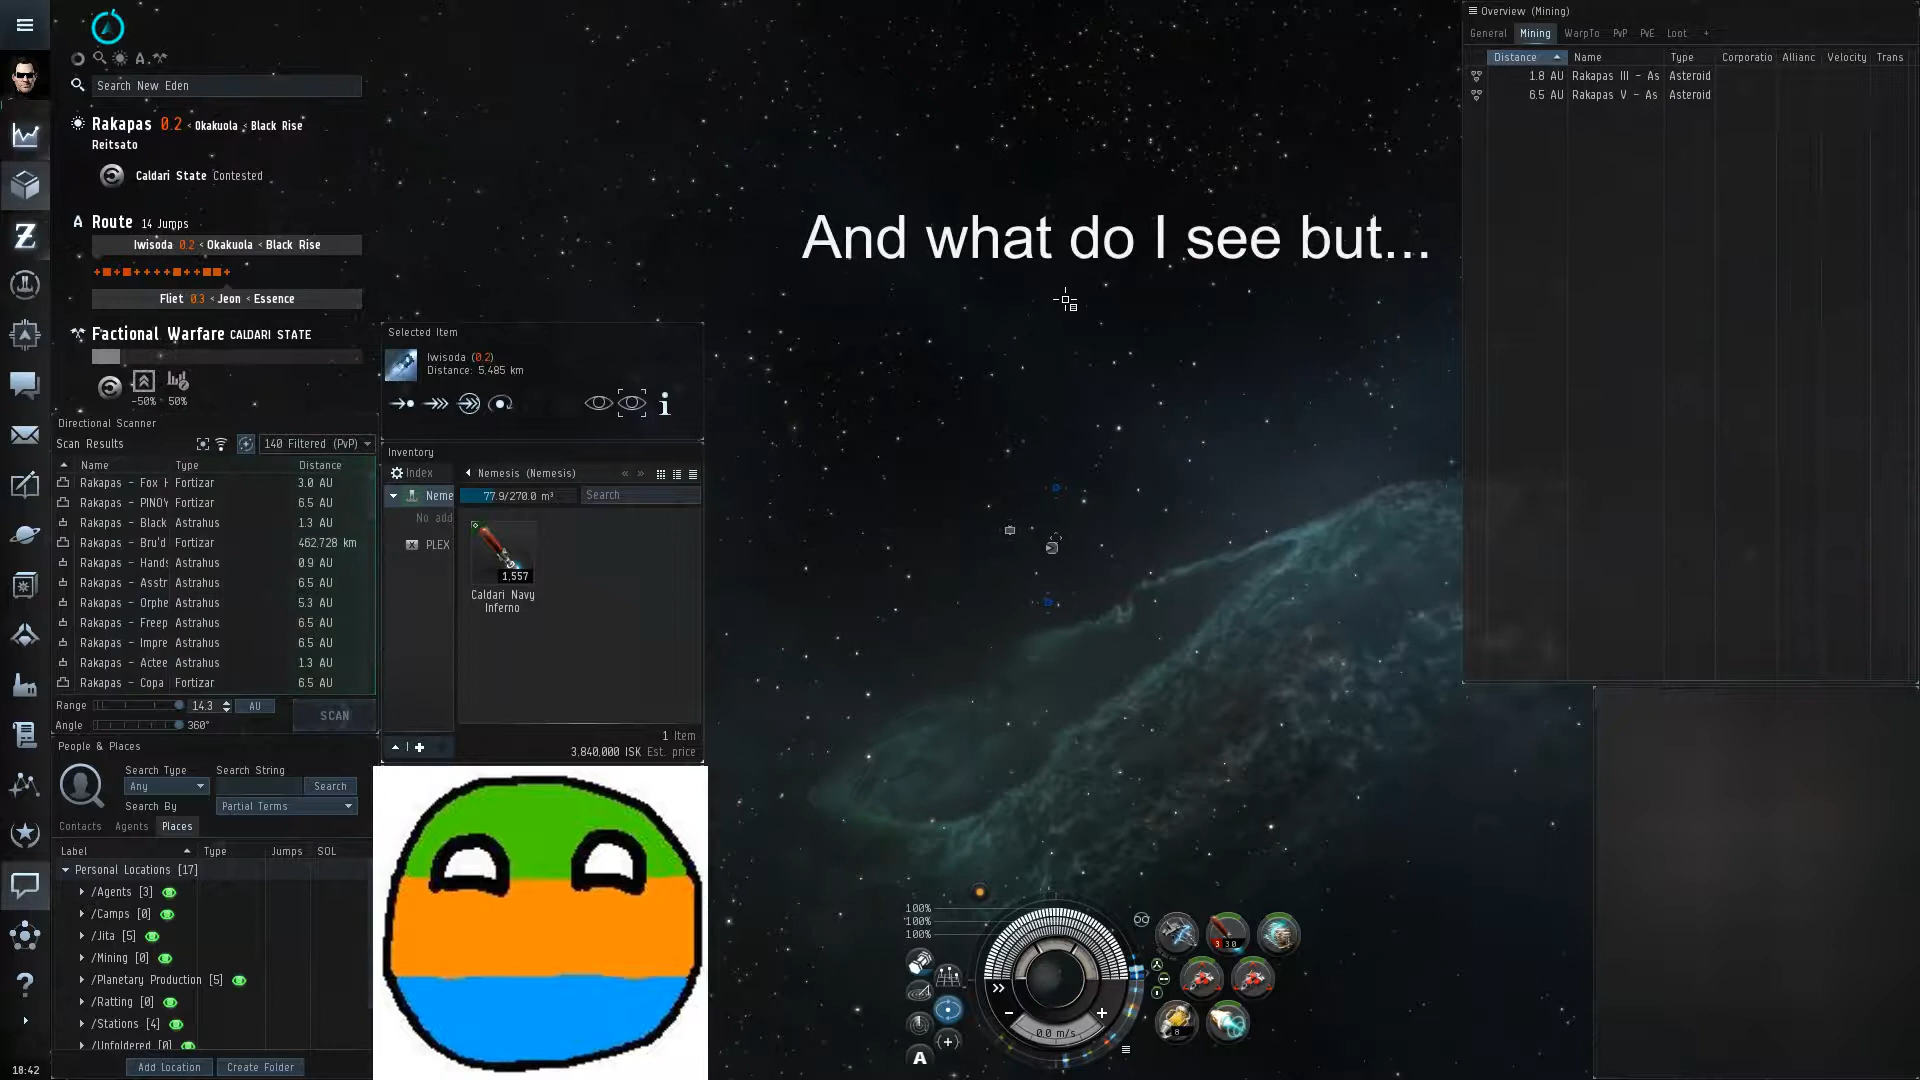 Search New Eden
Rakapas 0.2 < Okakuola < Black Rise
Reitsato
Caldari State Contested
Route 14 Jumps
Iwisoda 0.2 < Okakuola < Black Rise
Fliet 0.3 < Jeon < Essence
Factional Warfare CALDARI STATE
-50% 50%
Directional Scanner
Scan Results 140 Filtered (PvP)
Name Type Distance
Rakapas - Fox H Fortizar 3.0 AU
Rakapas - PINOY Fortizar 6.5 AU
Rakapas - Black Astrahus 1.3 AU
Rakapas - Bru'd Fortizar 462,728 km
Rakapas - Hands Astrahus 0.9 AU
Rakapas - Asstr Astrahus 6.5 AU
Rakapas - Orphe Astrahus 5.3 AU
Rakapas - Freep Astrahus 6.5 AU
Rakapas - Impre Astrahus 6.5 AU
Rakapas - Actee Astrahus 1.3 AU
Rakapas - Copa Fortizar 6.5 AU
Range 14.3 AU
SCAN
Angle 360°
People & Places
Search Type Search String
Any Search
Search By Partial Terms
Contacts Agents Places
Label Type Jumps SOL
Personal Locations [17]
/Agents [3]
/Camps [0]
/Jita [5]
/Mining [0]
/Planetary Production [5]
/Ratting [0]
/Stations [4]
/Unfoldered [0]
Add Location Create Folder
18:42
Selected Item
Iwisoda (0.2)
Distance: 5,485 km
Inventory
Index Nemesis (Nemesis)
Neme 77.9/270.0 m³ Search
No add
PLEX
1,557
Caldari Navy
Inferno
1 Item
3,840,000 ISK Est. price
And what do I see but...
100%
100%
100%
0.0 m/s
A
3 30
8
Overview (Mining)
General Mining WarpTo PvP PvE Loot +
Distance Name Type Corporatio Allianc Velocity Trans
1.8 AU Rakapas III - As Asteroid
6.5 AU Rakapas V - As Asteroid